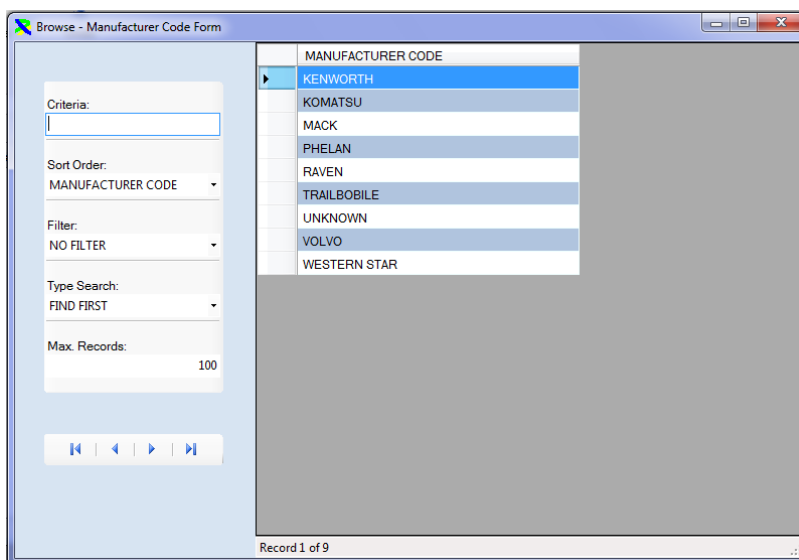 Browse - Manufacturer Code Form
Criteria:
Sort Order:
MANUFACTURER CODE
Filter:
NO FILTER
Type Search:
FIND FIRST
Max. Records:
100
MANUFACTURER CODE
KENWORTH
KOMATSU
MACK
PHELAN
RAVEN
TRAILBOBILE
UNKNOWN
VOLVO
WESTERN STAR
Record 1 of 9